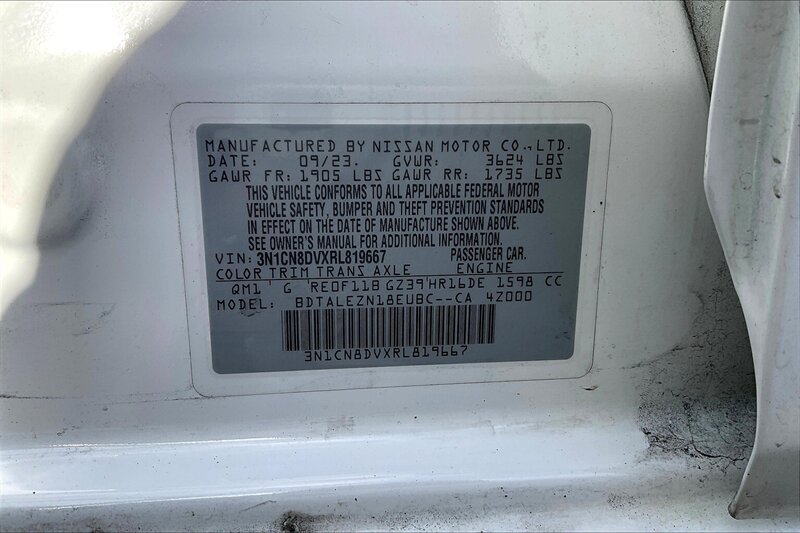 MANUFACTURED BY NISSAN MOTOR CO., LTD.
DATE: 09/23. GVWR: 3624 LBS
GAWR FR: 1905 LBS GAWR RR: 1735 LBS
THIS VEHICLE CONFORMS TO ALL APPLICABLE FEDERAL MOTOR
VEHICLE SAFETY, BUMPER AND THEFT PREVENTION STANDARDS
IN EFFECT ON THE DATE OF MANUFACTURE SHOWN ABOVE.
SEE OWNER'S MANUAL FOR ADDITIONAL INFORMATION.
VIN: 3N1CN8DVXRL819667 PASSENGER CAR.
COLOR TRIM TRANS AXLE ENGINE
QM1 ' G 'RE0F11B GZ39'HR16DE 1598 CC
MODEL: BDTALEZN18EUBC--CA 4Z000
3N1CN8DVXRL819667